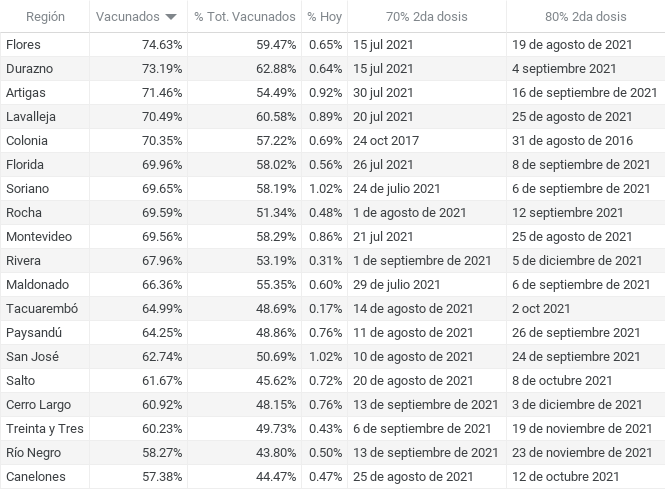 Región Vacunados % Tot. Vacunados % Hoy 70% 2da dosis 80% 2da dosis
Flores 74.63% 59.47% 0.65% 15 jul 2021 19 de agosto de 2021
Durazno 73.19% 62.88% 0.64% 15 jul 2021 4 septiembre 2021
Artigas 71.46% 54.49% 0.92% 30 jul 2021 16 de septiembre de 2021
Lavalleja 70.49% 60.58% 0.89% 20 jul 2021 25 de agosto de 2021
Colonia 70.35% 57.22% 0.69% 24 oct 2017 31 de agosto de 2016
Florida 69.96% 58.02% 0.56% 26 jul 2021 8 de septiembre de 2021
Soriano 69.65% 58.19% 1.02% 24 de julio 2021 6 de septiembre de 2021
Rocha 69.59% 51.34% 0.48% 1 de agosto de 2021 12 septiembre 2021
Montevideo 69.56% 58.29% 0.86% 21 jul 2021 25 de agosto de 2021
Rivera 67.96% 53.19% 0.31% 1 de septiembre de 2021 5 de diciembre de 2021
Maldonado 66.36% 55.35% 0.60% 29 de julio 2021 6 de septiembre de 2021
Tacuarembó 64.99% 48.69% 0.17% 14 de agosto de 2021 2 oct 2021
Paysandú 64.25% 48.86% 0.76% 11 de agosto de 2021 26 de septiembre de 2021
San José 62.74% 50.69% 1.02% 10 de agosto de 2021 24 de septiembre de 2021
Salto 61.67% 45.62% 0.72% 20 de agosto de 2021 8 de octubre de 2021
Cerro Largo 60.92% 48.15% 0.76% 13 de septiembre de 2021 3 de diciembre de 2021
Treinta y Tres 60.23% 49.73% 0.43% 6 de septiembre de 2021 19 de noviembre de 2021
Río Negro 58.27% 43.80% 0.50% 13 de septiembre de 2021 23 de noviembre de 2021
Canelones 57.38% 44.47% 0.47% 25 de agosto de 2021 12 de octubre de 2021